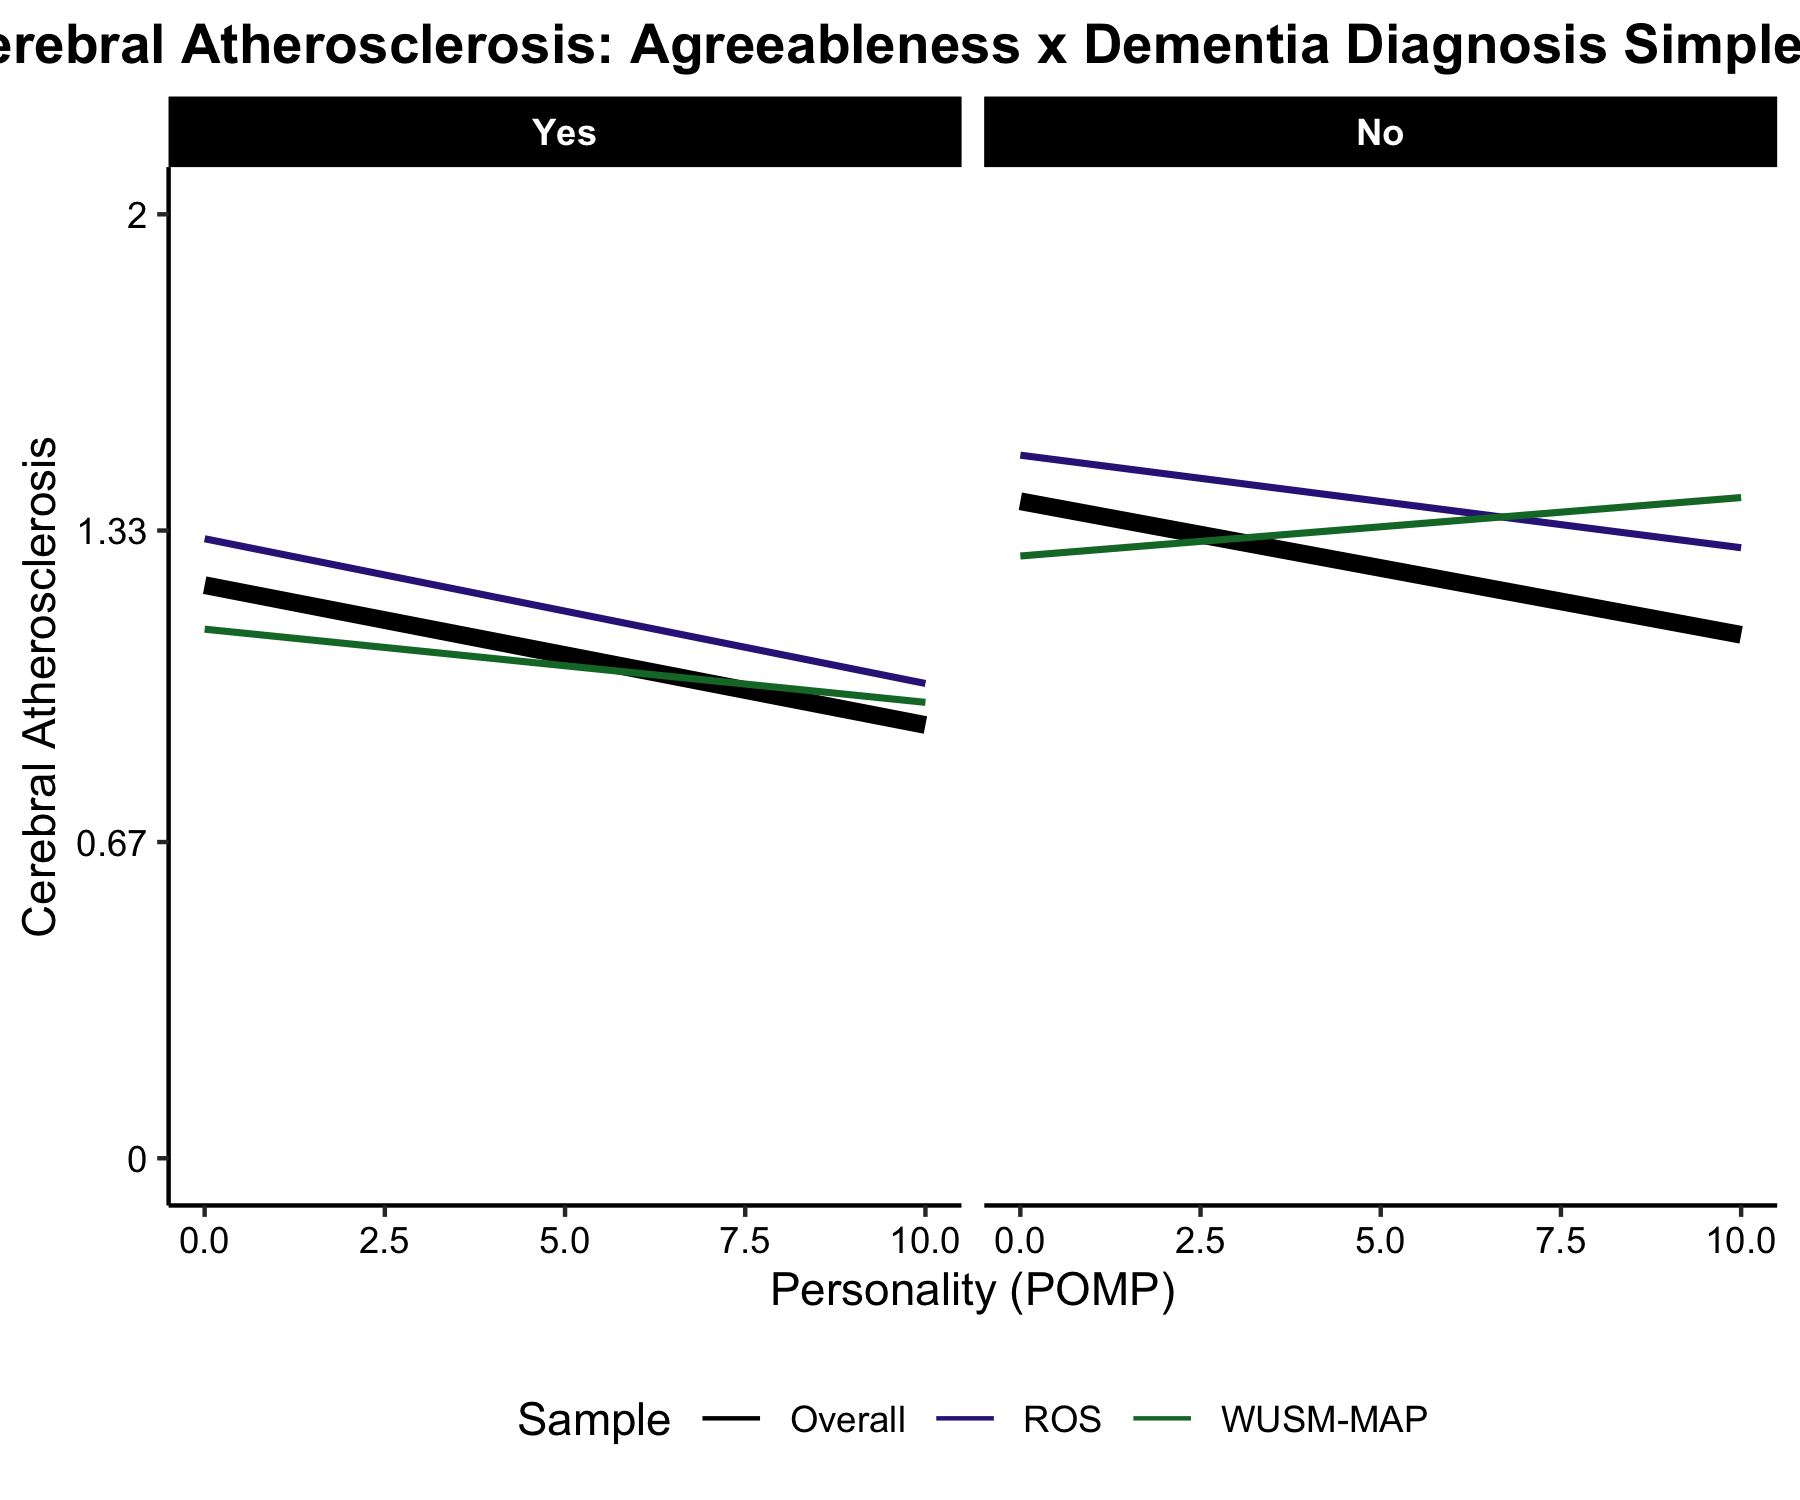 erebral Atherosclerosis: Agreeableness x Dementia Diagnosis Simple
Yes
No
2
1.33
0.67
0
Cerebral Atherosclerosis
0.0 2.5 5.0 7.5 10.0 0.0 2.5 5.0 7.5 10.0
Personality (POMP)
Sample Overall ROS WUSM-MAP